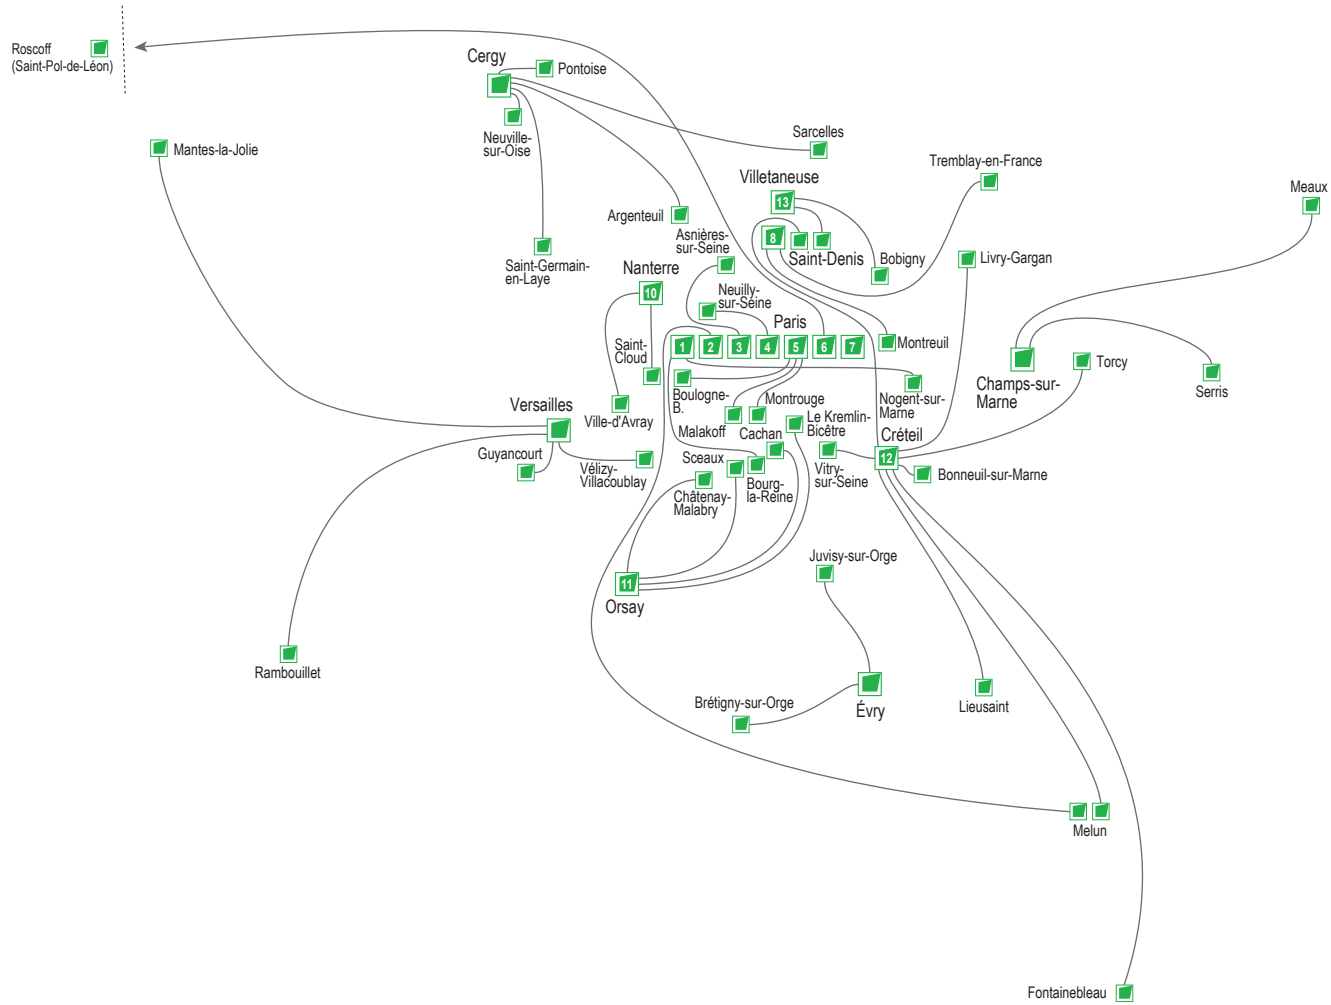 Roscoff
(Saint-Pol-de-Léon)
Cergy
Pontoise
Neuville-
sur-Oise
Mantes-la-Jolie
Sarcelles
Tremblay-en-France
Villetaneuse
13
Meaux
Argenteuil
Asnières-
sur-Seine
8
Saint-Denis
Bobigny
Livry-Gargan
Saint-Germain-
en-Laye
Nanterre
10
Neuilly-
sur-Seine
Paris
1
2
3
4
5
6
7
Montreuil
Saint-
Cloud
Champs-sur-
Marne
Torcy
Serris
Boulogne-
B.
Nogent-sur-
Marne
Ville-d'Avray
Malakoff
Montrouge
Le Kremlin-
Bicêtre
Versailles
Cachan
Créteil
12
Guyancourt
Vélizy-
Villacoublay
Sceaux
Bourg-
la-Reine
Vitry-
sur-Seine
Bonneuil-sur-Marne
Châtenay-
Malabry
Juvisy-sur-Orge
11
Orsay
Rambouillet
Brétigny-sur-Orge
Évry
Lieusaint
Melun
Fontainebleau